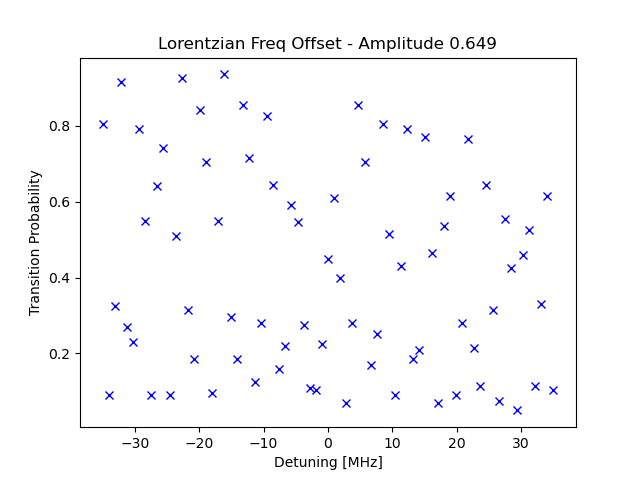 Lorentzian Freq Offset - Amplitude 0.649
Transition Probability
0.8
0.6
0.4
0.2
−30 −20 −10 0 10 20 30
Detuning [MHz]